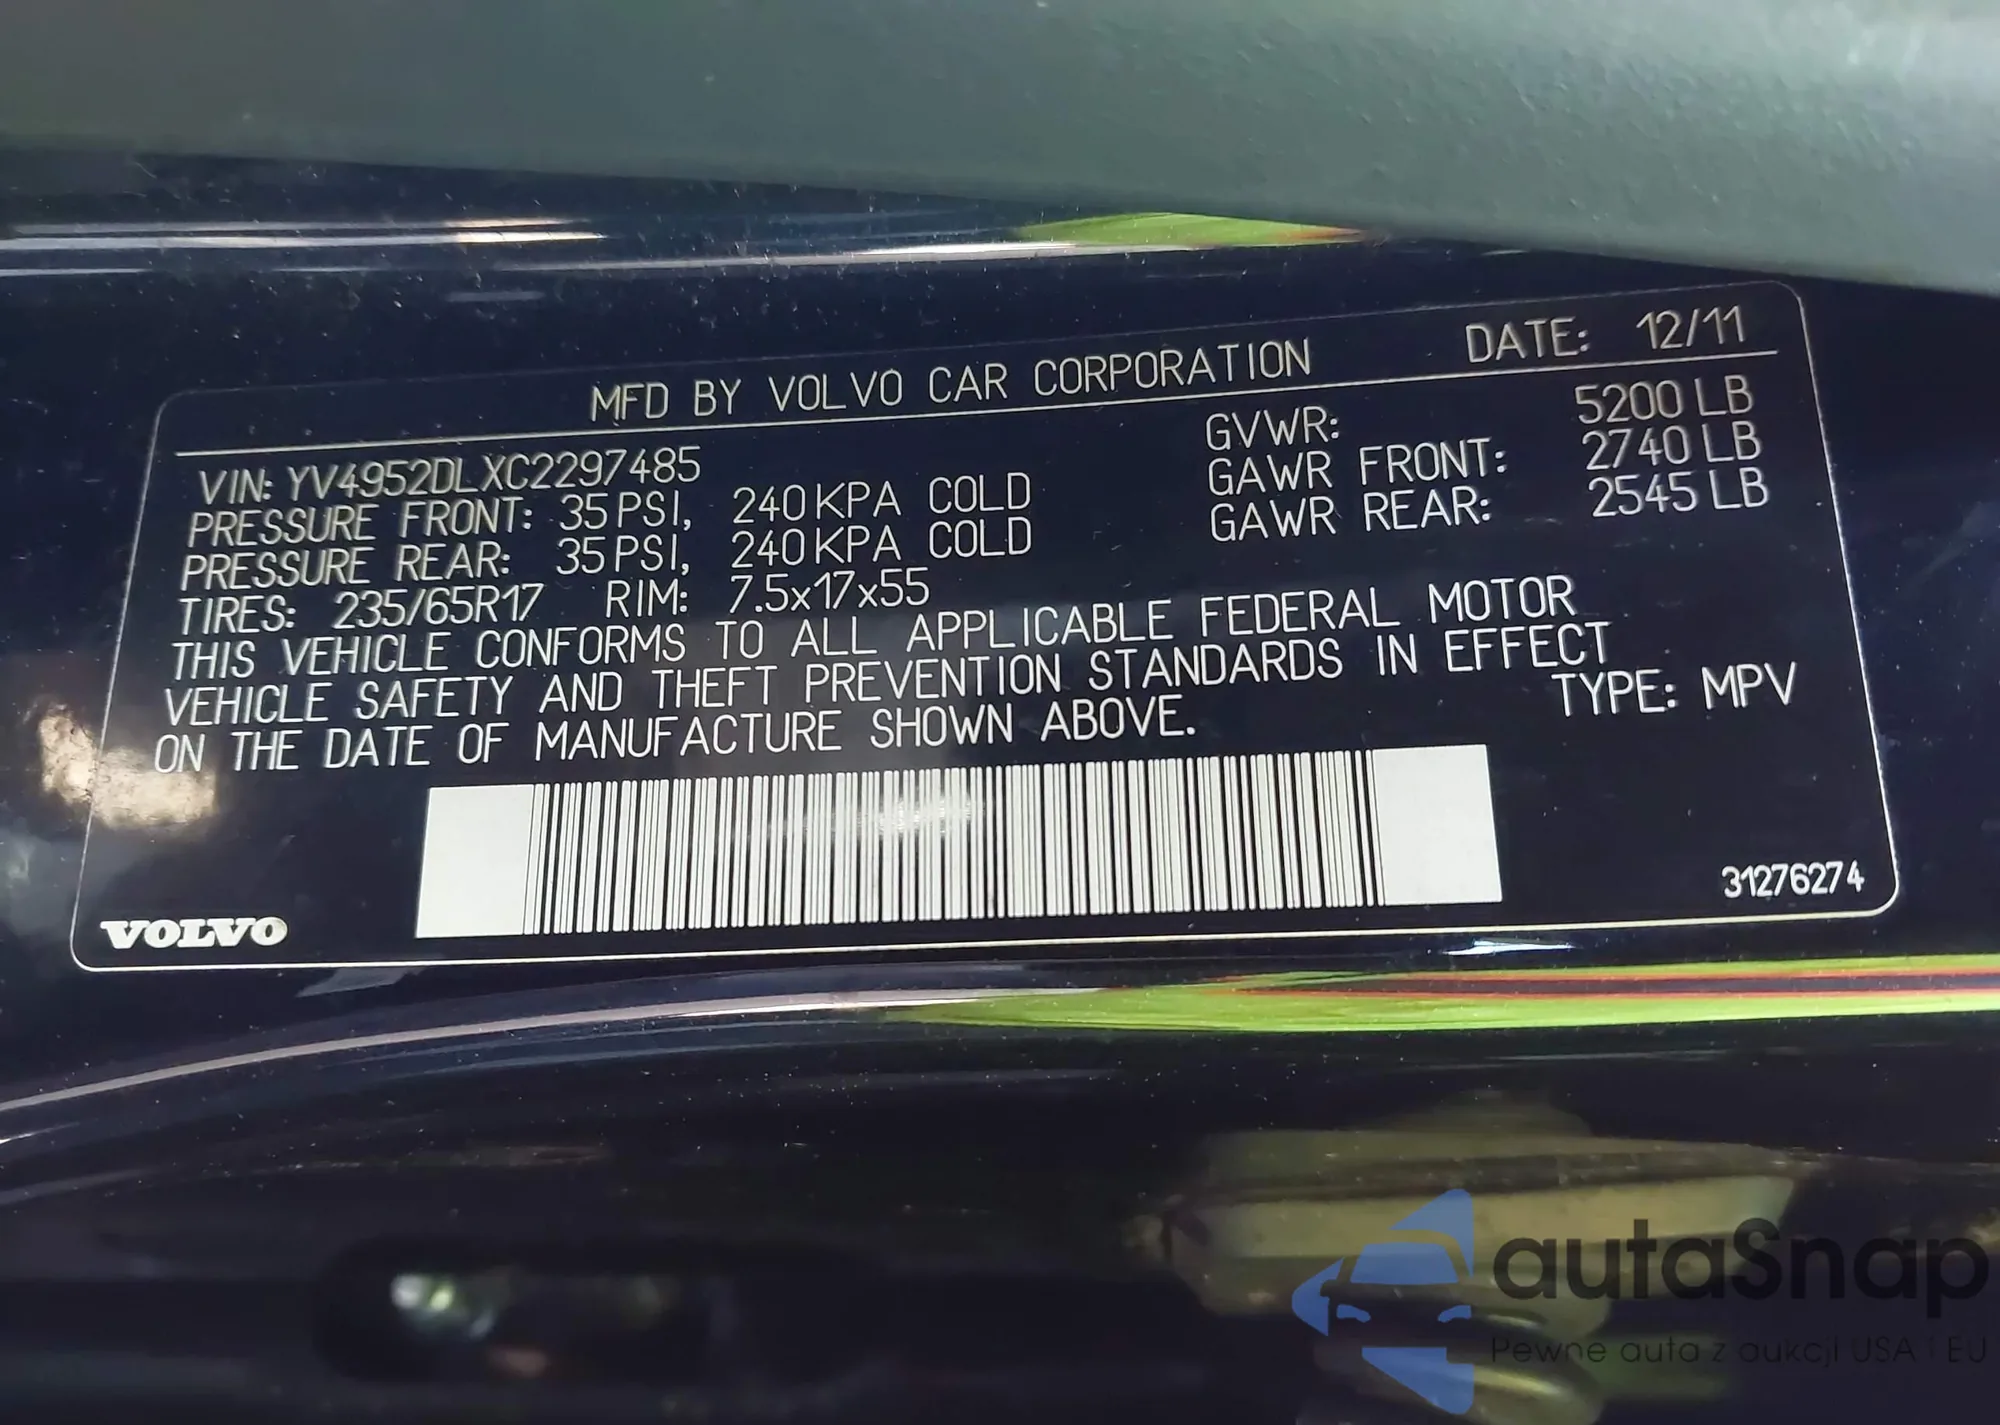 MFD BY VOLVO CAR CORPORATION DATE: 12/11
VIN: YV4952DLXC2297485 GVWR: 5200 LB
PRESSURE FRONT: 35 PSI, 240 KPA COLD GAWR FRONT: 2740 LB
PRESSURE REAR: 35 PSI, 240 KPA COLD GAWR REAR: 2545 LB
TIRES: 235/65R17 RIM: 7.5x17x55
THIS VEHICLE CONFORMS TO ALL APPLICABLE FEDERAL MOTOR
VEHICLE SAFETY AND THEFT PREVENTION STANDARDS IN EFFECT
ON THE DATE OF MANUFACTURE SHOWN ABOVE. TYPE: MPV
31276274
VOLVO
autaSnap
Pewne auta z aukcji USA i EU